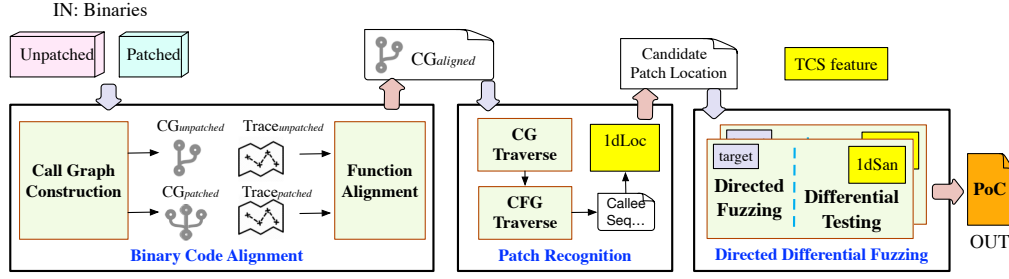 IN: Binaries
Unpatched
Patched
CGaligned
Candidate
Patch Location
TCS feature
Call Graph
Construction
CGunpatched
Traceunpatched
CGpatched
Tracepatched
Function
Alignment
Binary Code Alignment
CG
Traverse
CFG
Traverse
1dLoc
Callee
Seq...
Patch Recognition
target
Directed
Fuzzing
1dSan
Differential
Testing
Directed Differential Fuzzing
PoC
OUT